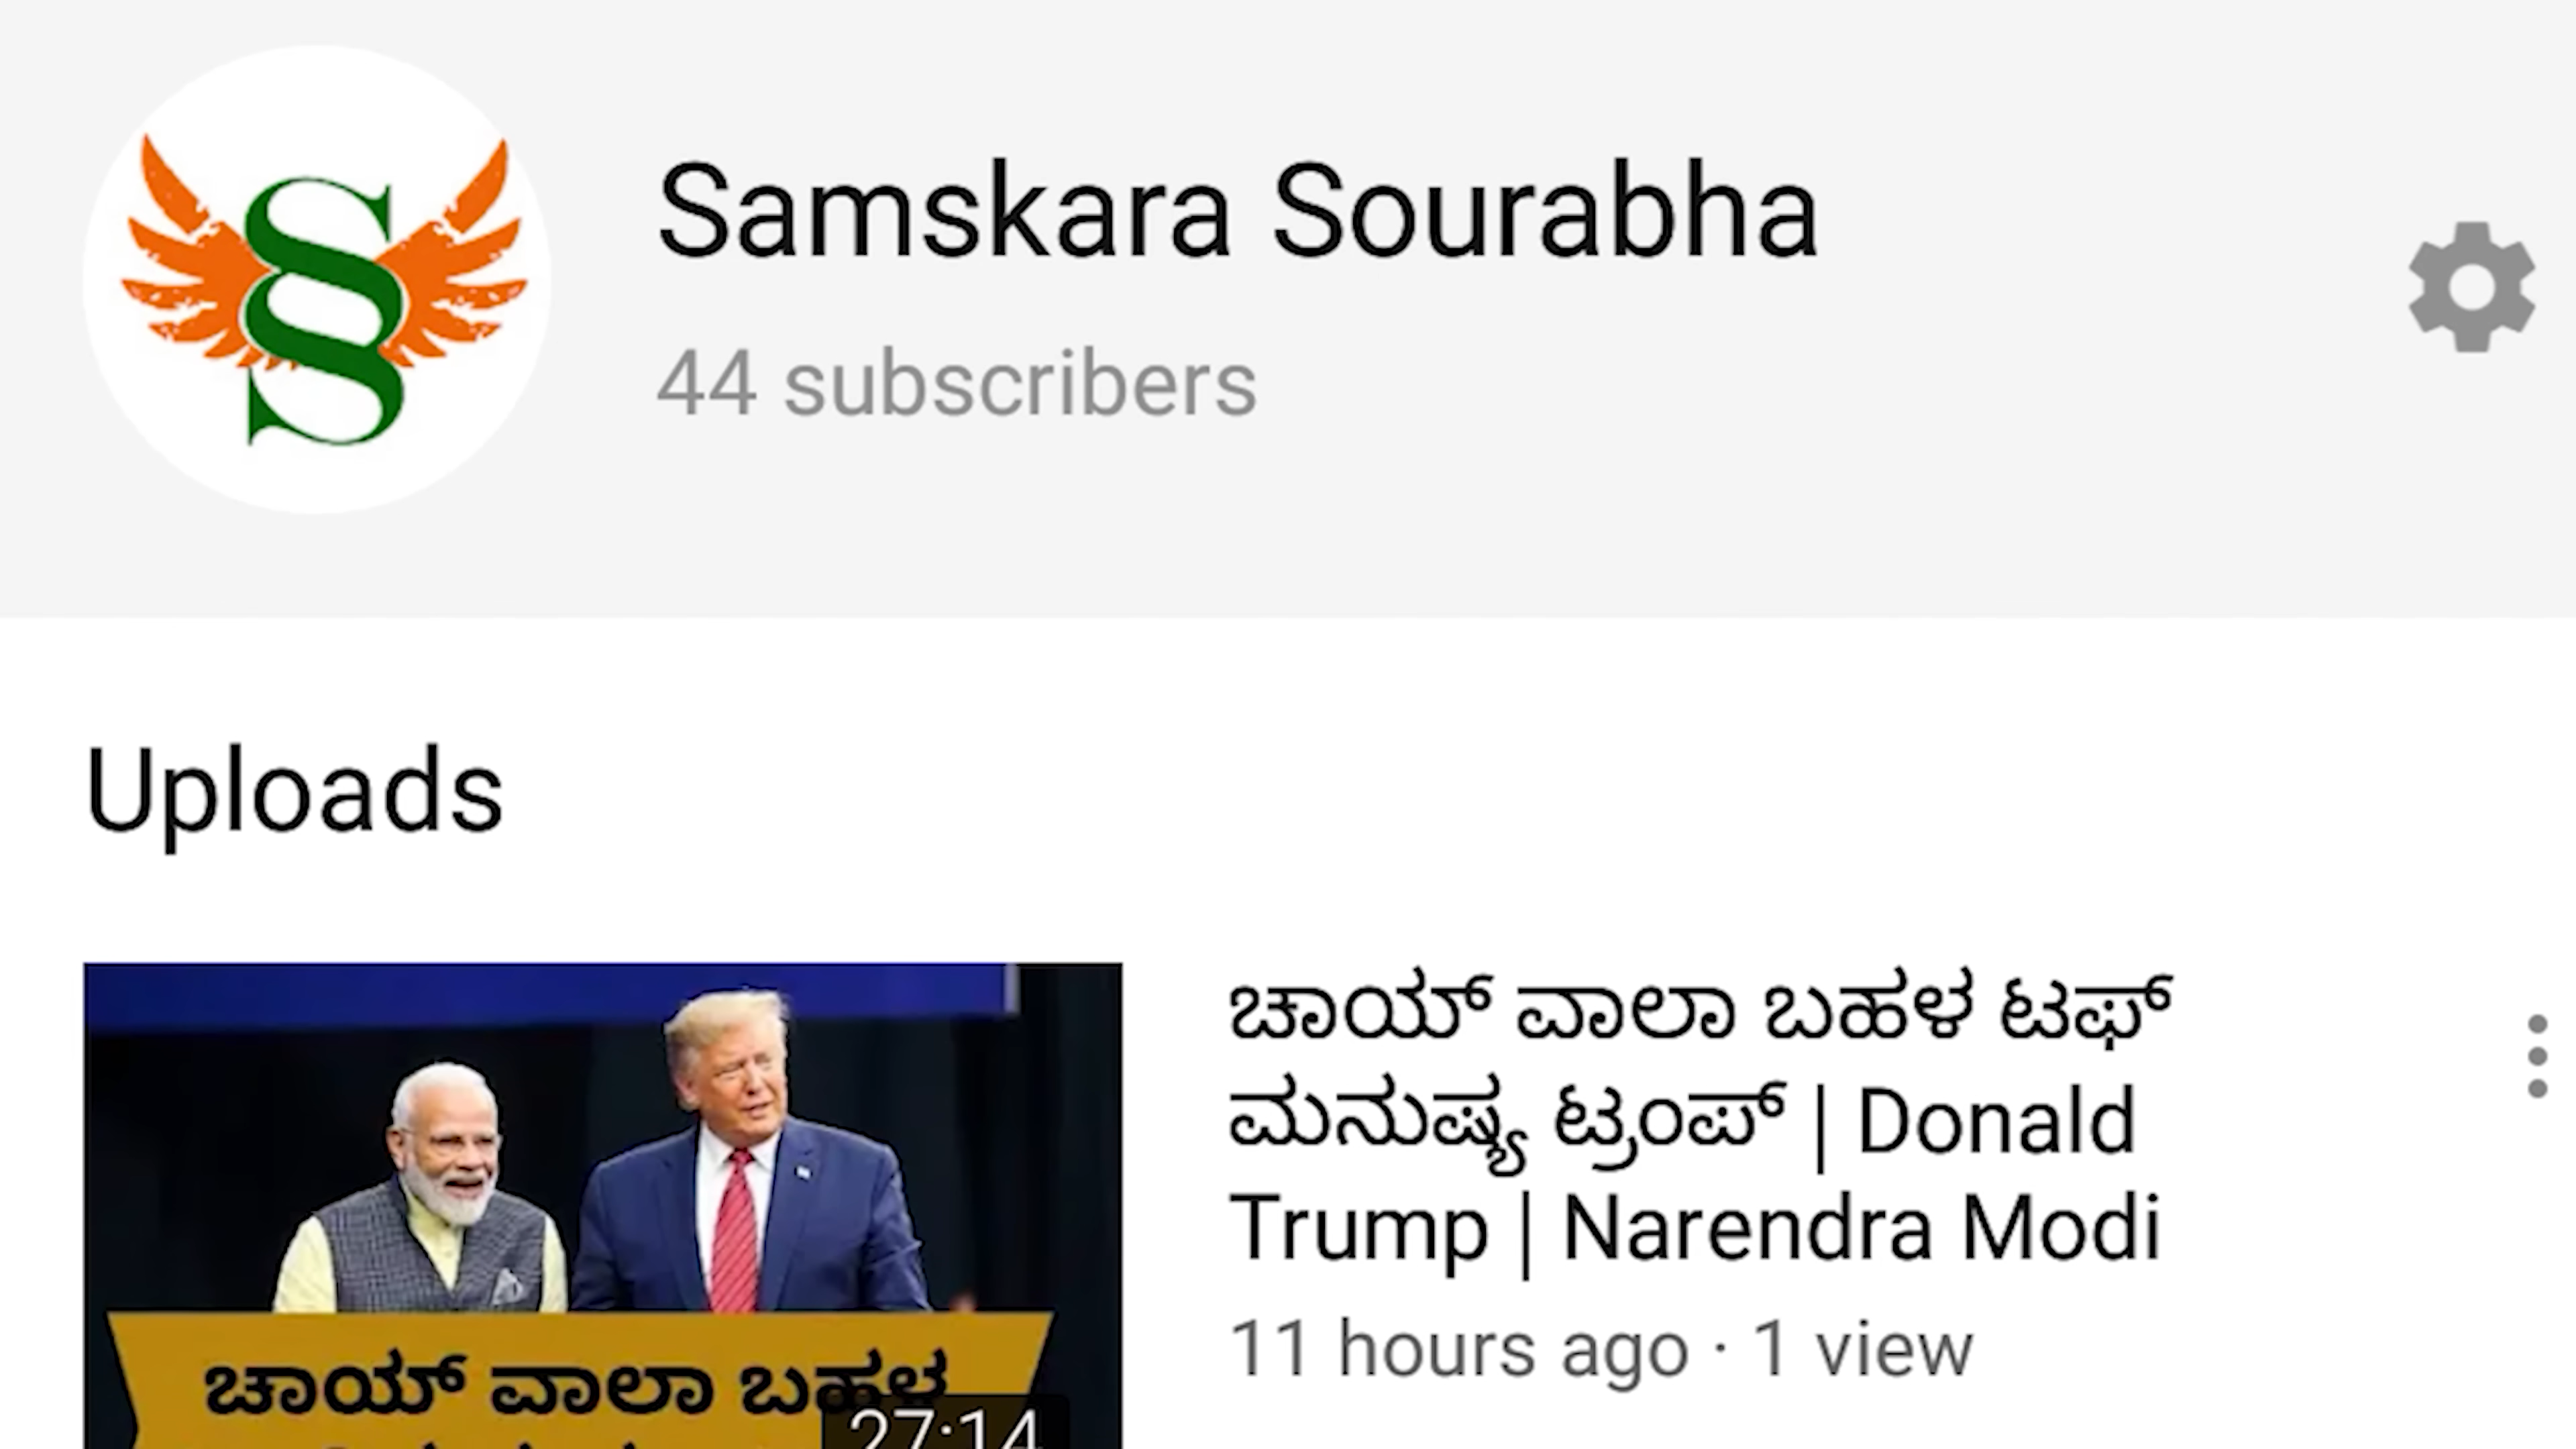 S
Samskara Sourabha
44 subscribers
Uploads
ಚಾಯ್ ವಾಲಾ ಬಹಳ ಟಫ್
ಮನುಷ್ಯ ಟ್ರಂಪ್ | Donald
Trump | Narendra Modi
11 hours ago · 1 view
ಚಾಯ್ ವಾಲಾ ಬಹಳ
27:14